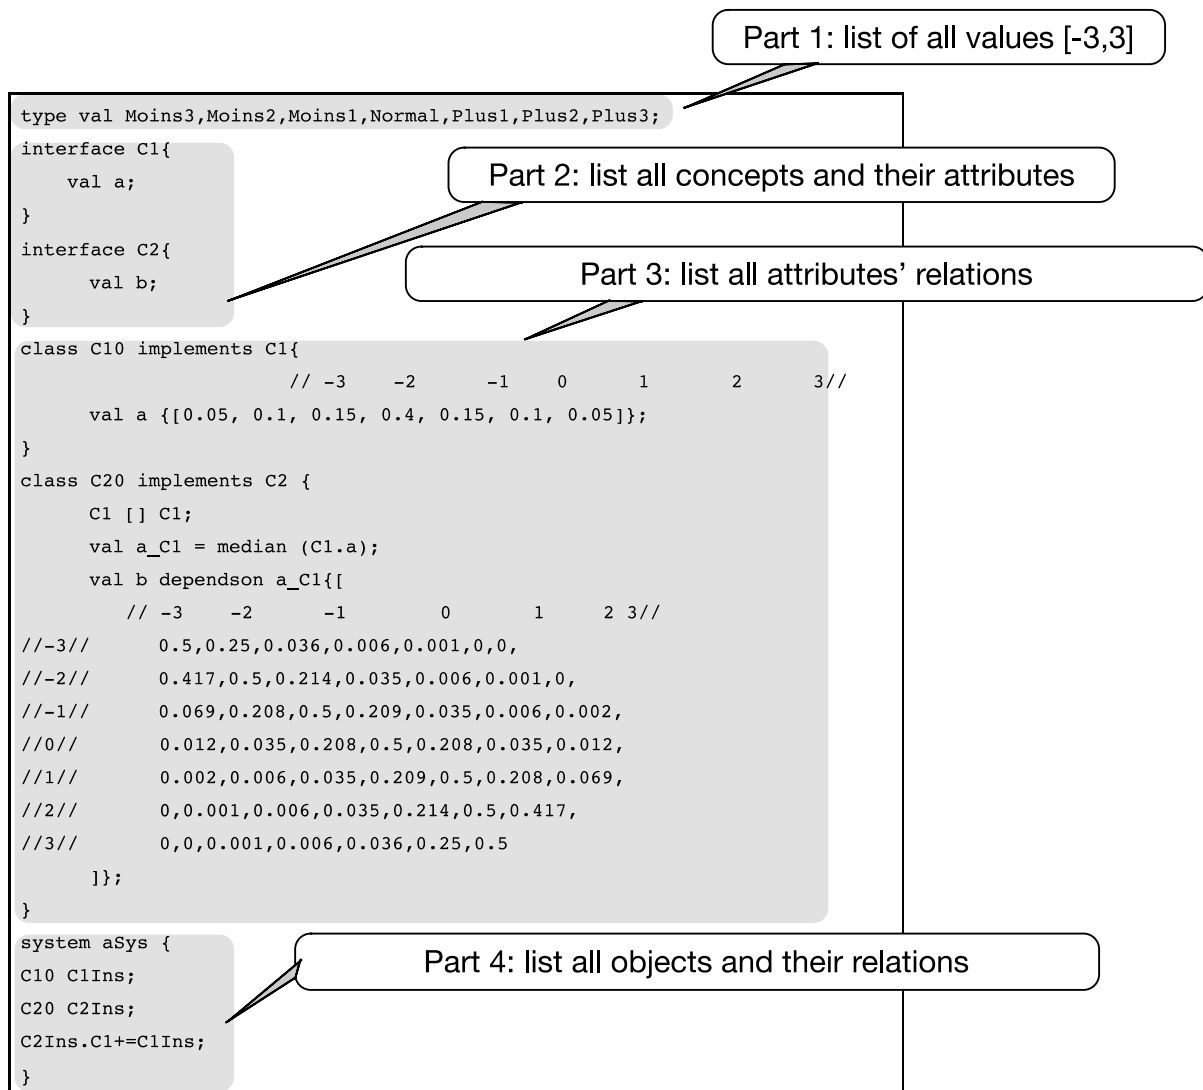 Part 1: list of all values [-3,3]
type val Moins3,Moins2,Moins1,Normal,Plus1,Plus2,Plus3;
interface C1{
val a;
}
Part 2: list all concepts and their attributes
interface C2{
val b;
}
Part 3: list all attributes' relations
class C10 implements C1{
// -3 -2 -1 0 1 2 3//
val a {[0.05, 0.1, 0.15, 0.4, 0.15, 0.1, 0.05]};
}
class C20 implements C2 {
C1 [] C1;
val a_C1 = median (C1.a);
val b dependson a_C1{[
// -3 -2 -1 0 1 2 3//
//-3// 0.5,0.25,0.036,0.006,0.001,0,0,
//-2// 0.417,0.5,0.214,0.035,0.006,0.001,0,
//-1// 0.069,0.208,0.5,0.209,0.035,0.006,0.002,
//0// 0.012,0.035,0.208,0.5,0.208,0.035,0.012,
//1// 0.002,0.006,0.035,0.209,0.5,0.208,0.069,
//2// 0,0.001,0.006,0.035,0.214,0.5,0.417,
//3// 0,0,0.001,0.006,0.036,0.25,0.5
]};
}
system aSys {
Part 4: list all objects and their relations
C10 C1Ins;
C20 C2Ins;
C2Ins.C1+=C1Ins;
}